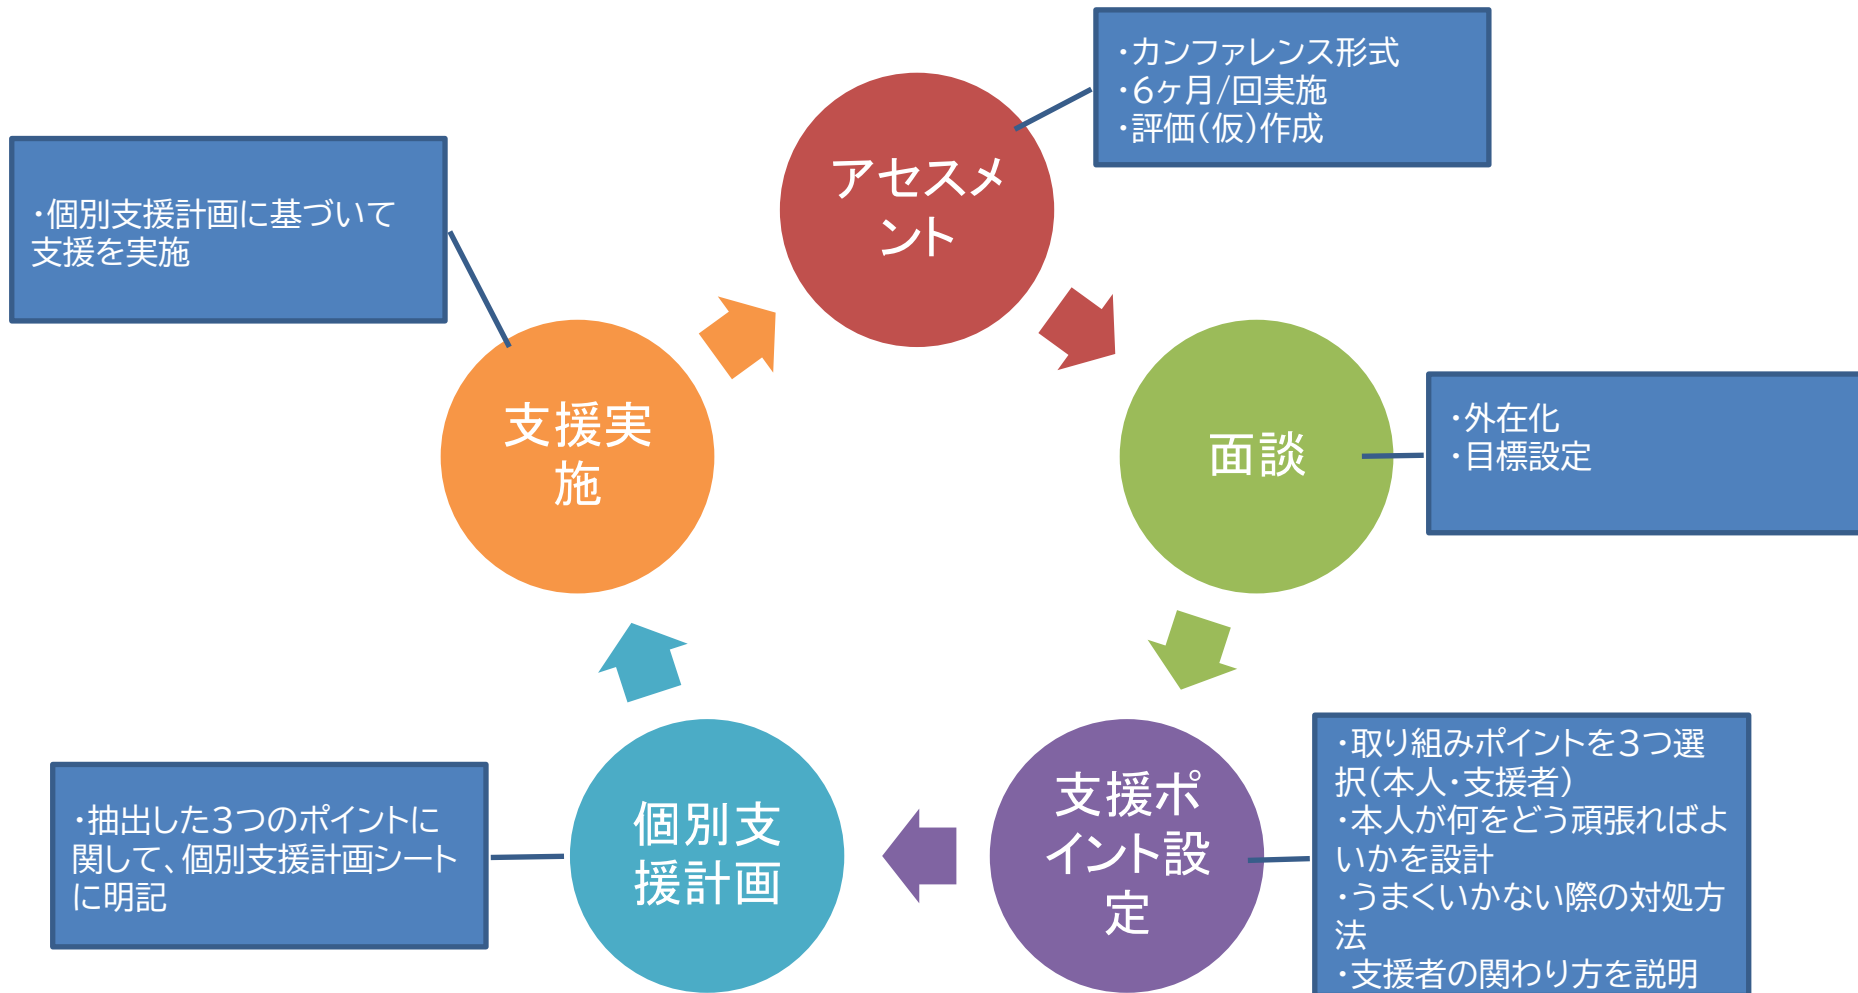 ・カンファレンス形式
・6ヶ月/回実施
・評価(仮)作成
アセスメ
ント
・個別支援計画に基づいて
支援を実施
支援実
施
面談
・外在化
・目標設定
・取り組みポイントを3つ選
択(本人・支援者)
・本人が何をどう頑張ればよ
いかを設計
・うまくいかない際の対処方
法
・支援者の関わり方を説明
支援ポ
イント設
定
個別支
援計画
・抽出した3つのポイントに
関して、個別支援計画シート
に明記